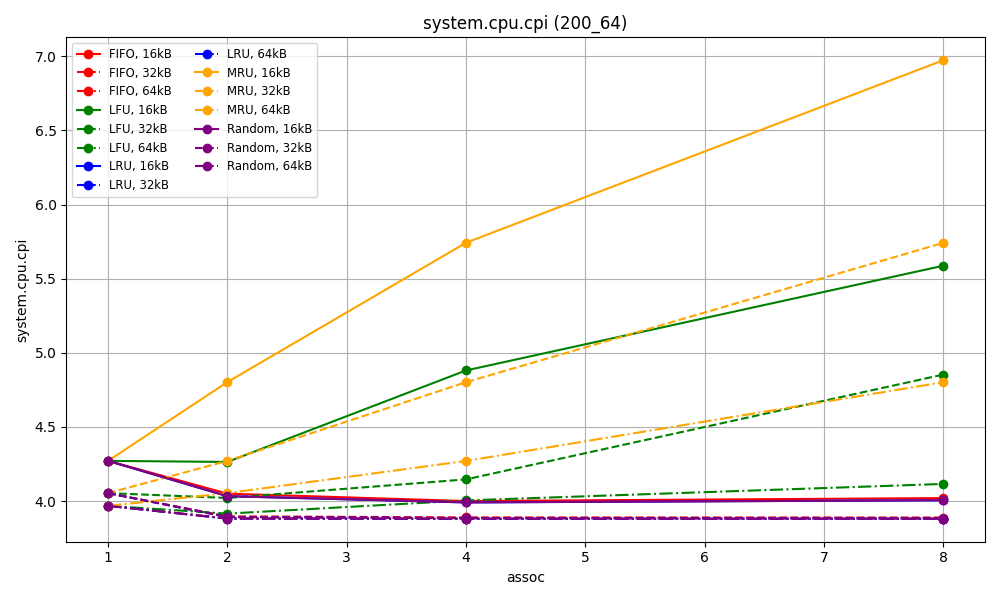 system.cpu.cpi (200_64)
FIFO, 16kB
FIFO, 32kB
FIFO, 64kB
LFU, 16kB
LFU, 32kB
LFU, 64kB
LRU, 16kB
LRU, 32kB
LRU, 64kB
MRU, 16kB
MRU, 32kB
MRU, 64kB
Random, 16kB
Random, 32kB
Random, 64kB
system.cpu.cpi
7.0
6.5
6.0
5.5
5.0
4.5
4.0
1 2 3 4 5 6 7 8
assoc